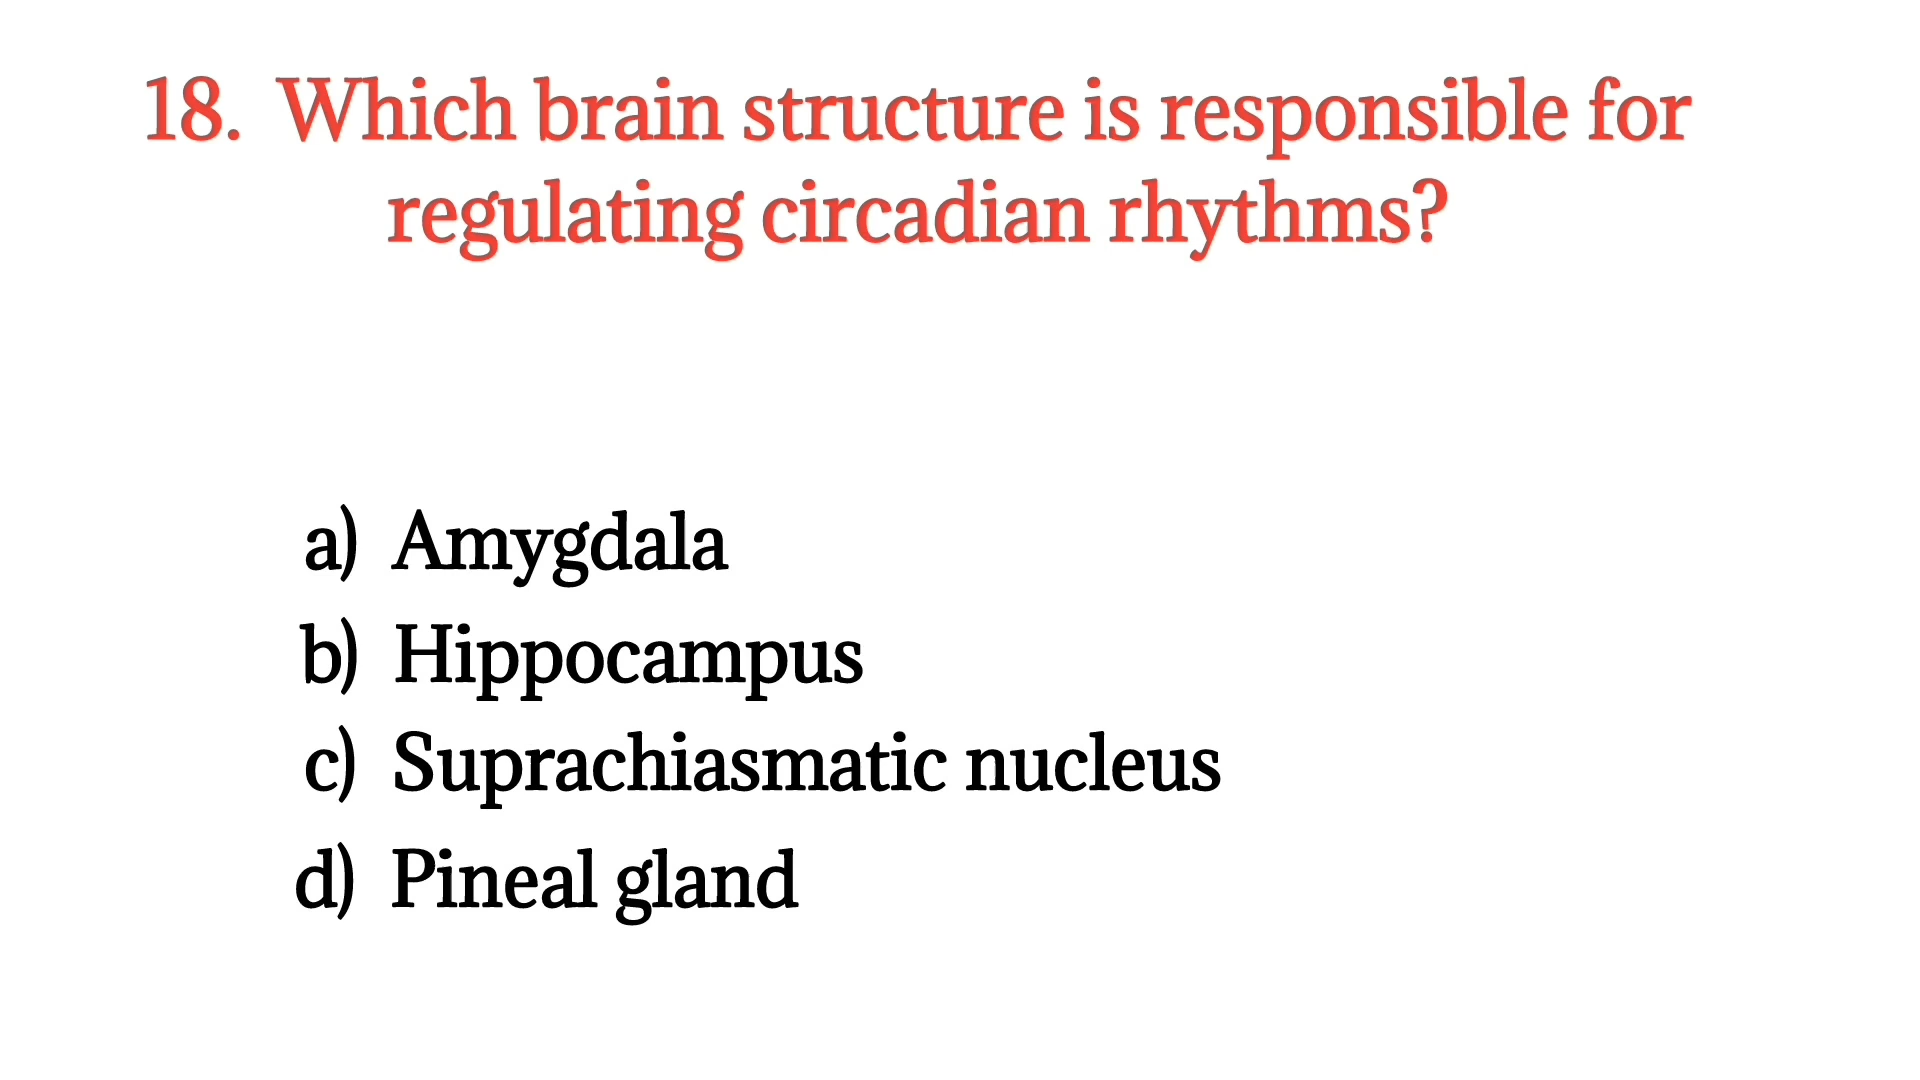 18. Which brain structure is responsible for
regulating circadian rhythms?
a) Amygdala
b) Hippocampus
c) Suprachiasmatic nucleus
d) Pineal gland